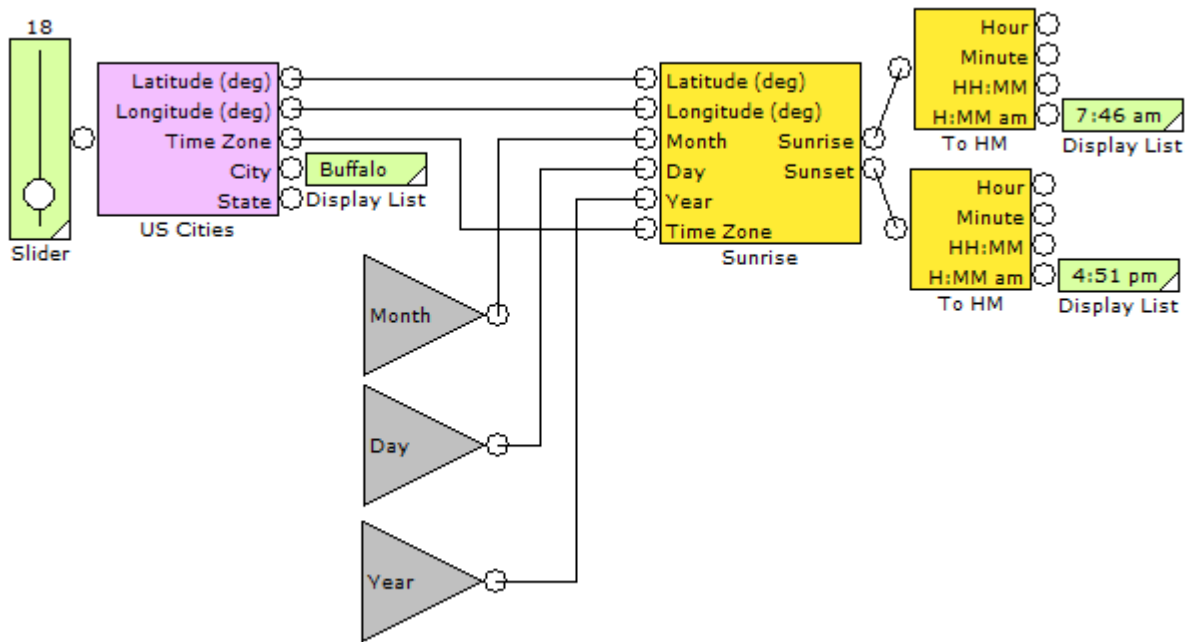 18
Slider
Latitude (deg)
Longitude (deg)
Time Zone
City
State
US Cities
Buffalo
Display List
Month
Day
Year
Latitude (deg)
Longitude (deg)
Month
Sunrise
Day
Sunset
Year
Time Zone
Sunrise
Hour
Minute
HH:MM
H:MM am
To HM
7:46 am
Display List
Hour
Minute
HH:MM
H:MM am
To HM
4:51 pm
Display List